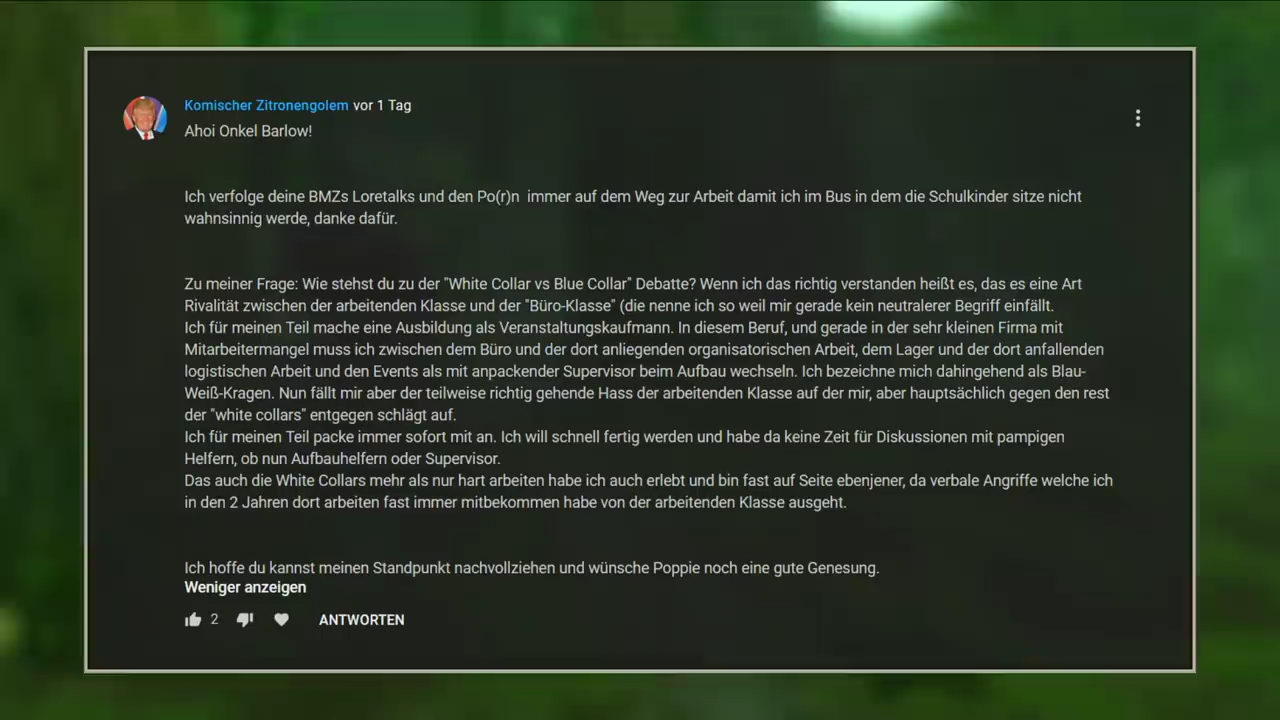 Komischer Zitronengolem vor 1 Tag
Ahoi Onkel Barlow!
Ich verfolge deine BMZs Loretalks und den Po(r)n immer auf dem Weg zur Arbeit damit ich im Bus in dem die Schulkinder sitze nicht
wahnsinnig werde, danke dafür.
Zu meiner Frage: Wie stehst du zu der "White Collar vs Blue Collar" Debatte? Wenn ich das richtig verstanden heißt es, das es eine Art
Rivalität zwischen der arbeitenden Klasse und der "Büro-Klasse" (die nenne ich so weil mir gerade kein neutralerer Begriff einfällt.
Ich für meinen Teil mache eine Ausbildung als Veranstaltungskaufmann. In diesem Beruf, und gerade in der sehr kleinen Firma mit
Mitarbeitermangel muss ich zwischen dem Büro und der dort anliegenden organisatorischen Arbeit, dem Lager und der dort anfallenden
logistischen Arbeit und den Events als mit anpackender Supervisor beim Aufbau wechseln. Ich bezeichne mich dahingehend als Blau-
Weiß-Kragen. Nun fällt mir aber der teilweise richtig gehende Hass der arbeitenden Klasse auf der mir, aber hauptsächlich gegen den rest
der "white collars" entgegen schlägt auf.
Ich für meinen Teil packe immer sofort mit an. Ich will schnell fertig werden und habe da keine Zeit für Diskussionen mit pampigen
Helfern, ob nun Aufbauhelfern oder Supervisor.
Das auch die White Collars mehr als nur hart arbeiten habe ich auch erlebt und bin fast auf Seite ebenjener, da verbale Angriffe welche ich
in den 2 Jahren dort arbeiten fast immer mitbekommen habe von der arbeitenden Klasse ausgeht.
Ich hoffe du kannst meinen Standpunkt nachvollziehen und wünsche Poppie noch eine gute Genesung.
Weniger anzeigen
2 ANTWORTEN